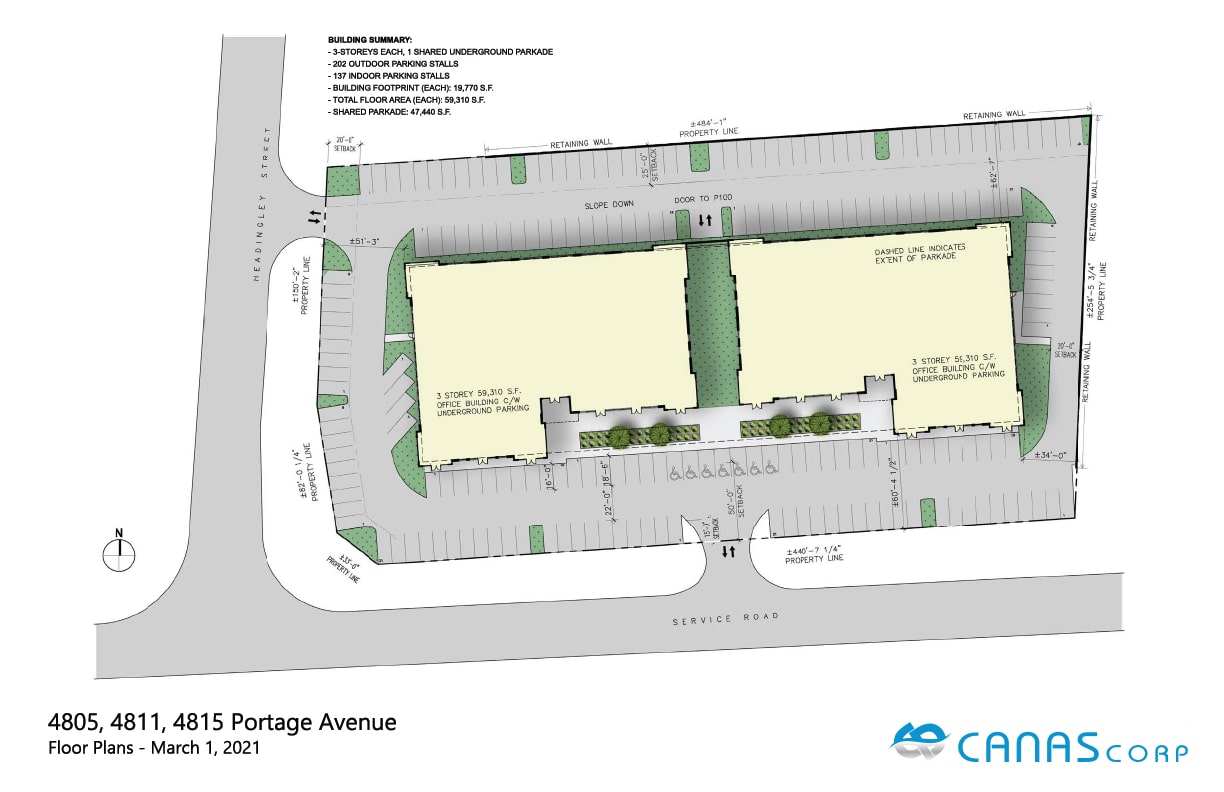 BUILDING SUMMARY:
- 3-STOREYS EACH, 1 SHARED UNDERGROUND PARKADE
- 202 OUTDOOR PARKING STALLS
- 137 INDOOR PARKING STALLS
- BUILDING FOOTPRINT (EACH): 19,770 S.F.
- TOTAL FLOOR AREA (EACH): 59,310 S.F.
- SHARED PARKADE: 47,440 S.F.
RETAINING WALL
±484'-1"
PROPERTY LINE
RETAINING WALL
20'-0"
SETBACK
25'-0"
SETBACK
±62'-7"
HEADINGLEY STREET
SLOPE DOWN
DOOR TO P100
RETAINING WALL
±51'-3"
DASHED LINE INDICATES
EXTENT OF PARKADE
±150'-2"
PROPERTY LINE
±254'-5 3/4"
PROPERTY LINE
20'-0"
SETBACK
RETAINING WALL
3 STOREY 59,310 S.F.
OFFICE BUILDING C/W
UNDERGROUND PARKING
3 STOREY 59,310 S.F.
OFFICE BUILDING C/W
UNDERGROUND PARKING
±82'-0 1/4"
PROPERTY LINE
±34'-0"
16'-0"
18'-6"
22'-0"
50'-0"
SETBACK
±60'-4 1/2"
15'-1"
SETBACK
N
±33'-0"
PROPERTY LINE
±440'-7 1/4"
PROPERTY LINE
SERVICE ROAD
4805, 4811, 4815 Portage Avenue
Floor Plans - March 1, 2021
CANAS CORP